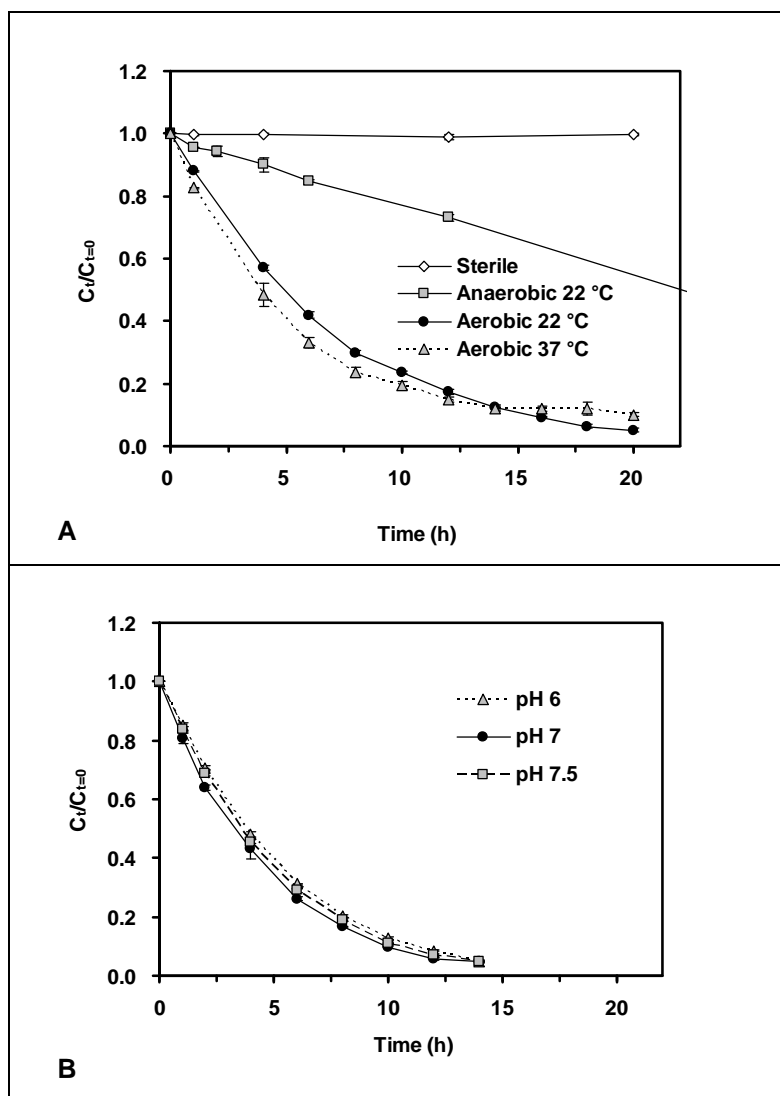 1.2
1.0
0.8
0.6
0.4
0.2
0.0
Ct/Ct=0
Sterile
Anaerobic 22 °C
Aerobic 22 °C
Aerobic 37 °C
0 5 10 15 20
A
Time (h)
1.2
1.0
0.8
0.6
0.4
0.2
0.0
Ct/Ct=0
pH 6
pH 7
pH 7.5
0 5 10 15 20
Time (h)
B